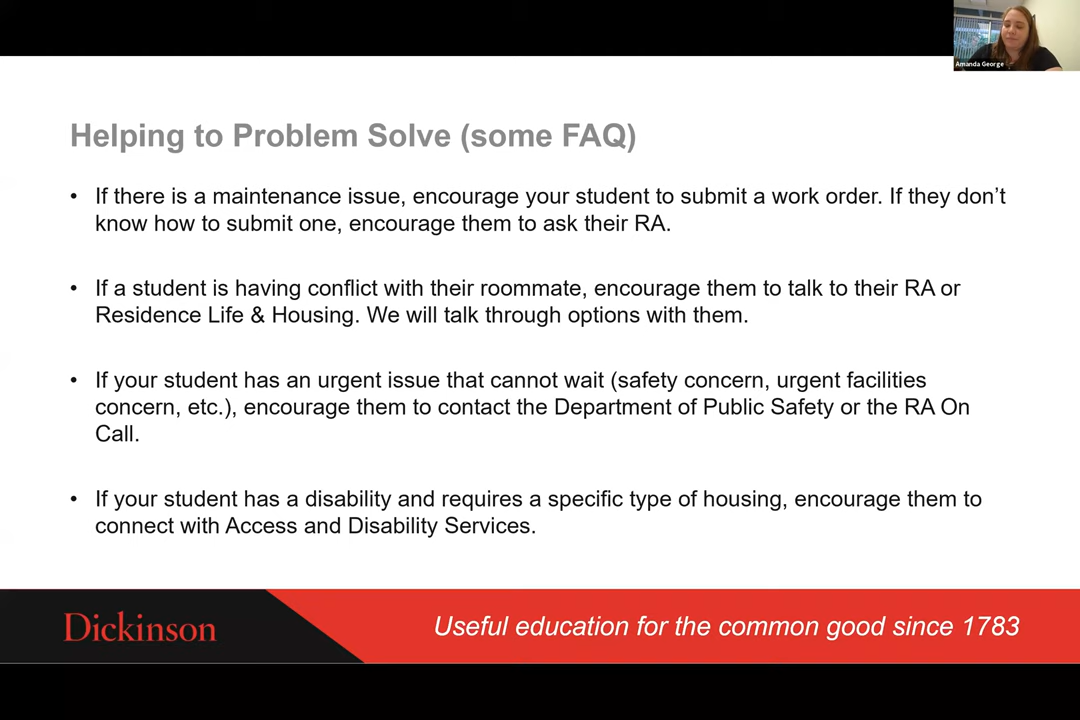 Amanda George
Helping to Problem Solve (some FAQ)
• If there is a maintenance issue, encourage your student to submit a work order. If they don’t
know how to submit one, encourage them to ask their RA.
• If a student is having conflict with their roommate, encourage them to talk to their RA or
Residence Life & Housing. We will talk through options with them.
• If your student has an urgent issue that cannot wait (safety concern, urgent facilities
concern, etc.), encourage them to contact the Department of Public Safety or the RA On
Call.
• If your student has a disability and requires a specific type of housing, encourage them to
connect with Access and Disability Services.
Dickinson
Useful education for the common good since 1783